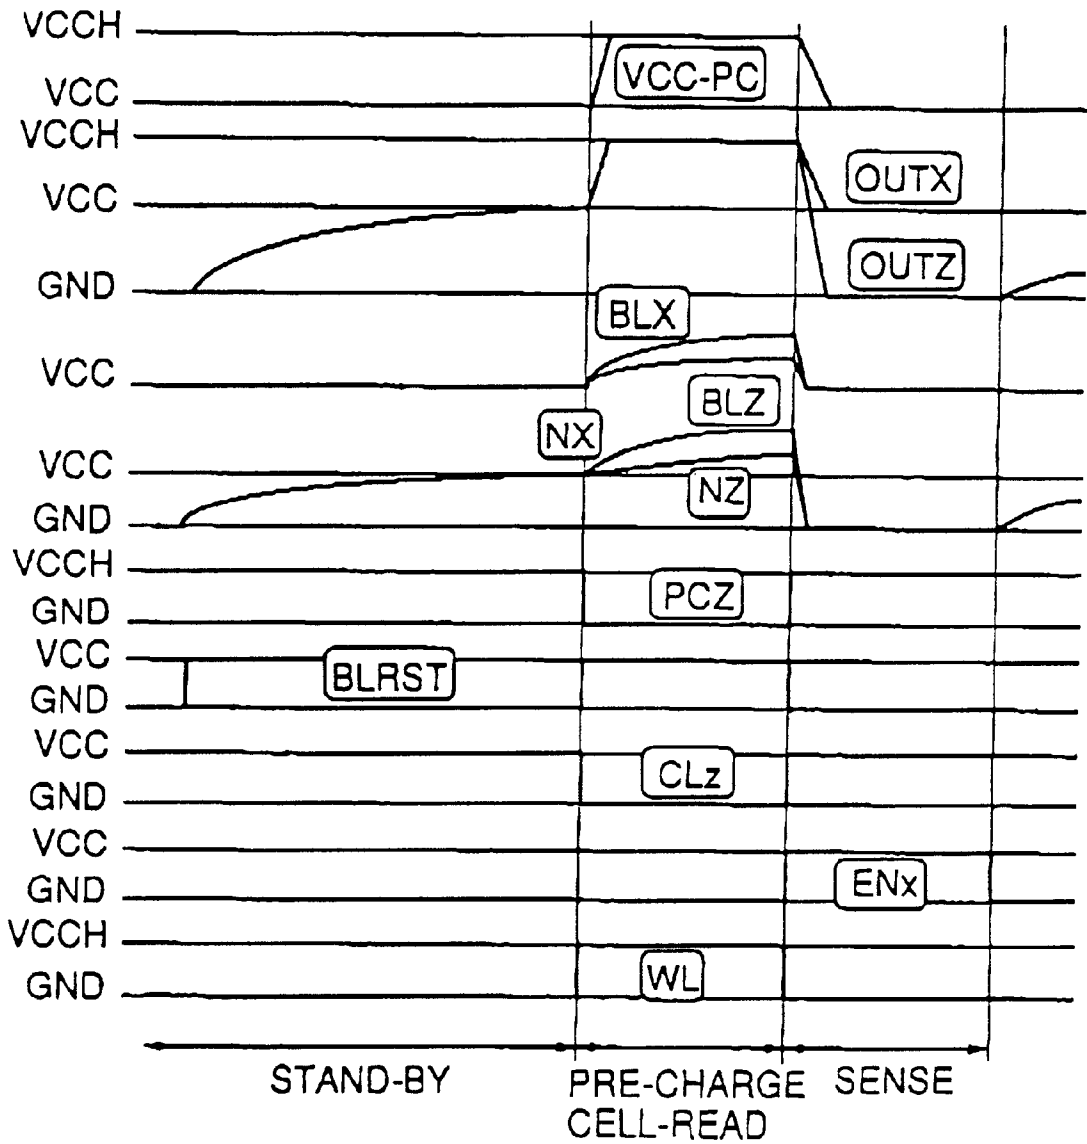 VCCH
VCC-PC
VCC
VCCH
OUTX
VCC
OUTZ
GND
BLX
VCC
BLZ
NX
VCC
NZ
GND
VCCH
PCZ
GND
VCC
BLRST
GND
VCC
CLz
GND
VCC
ENx
GND
VCCH
WL
GND
STAND-BY
PRE-CHARGE
CELL-READ
SENSE